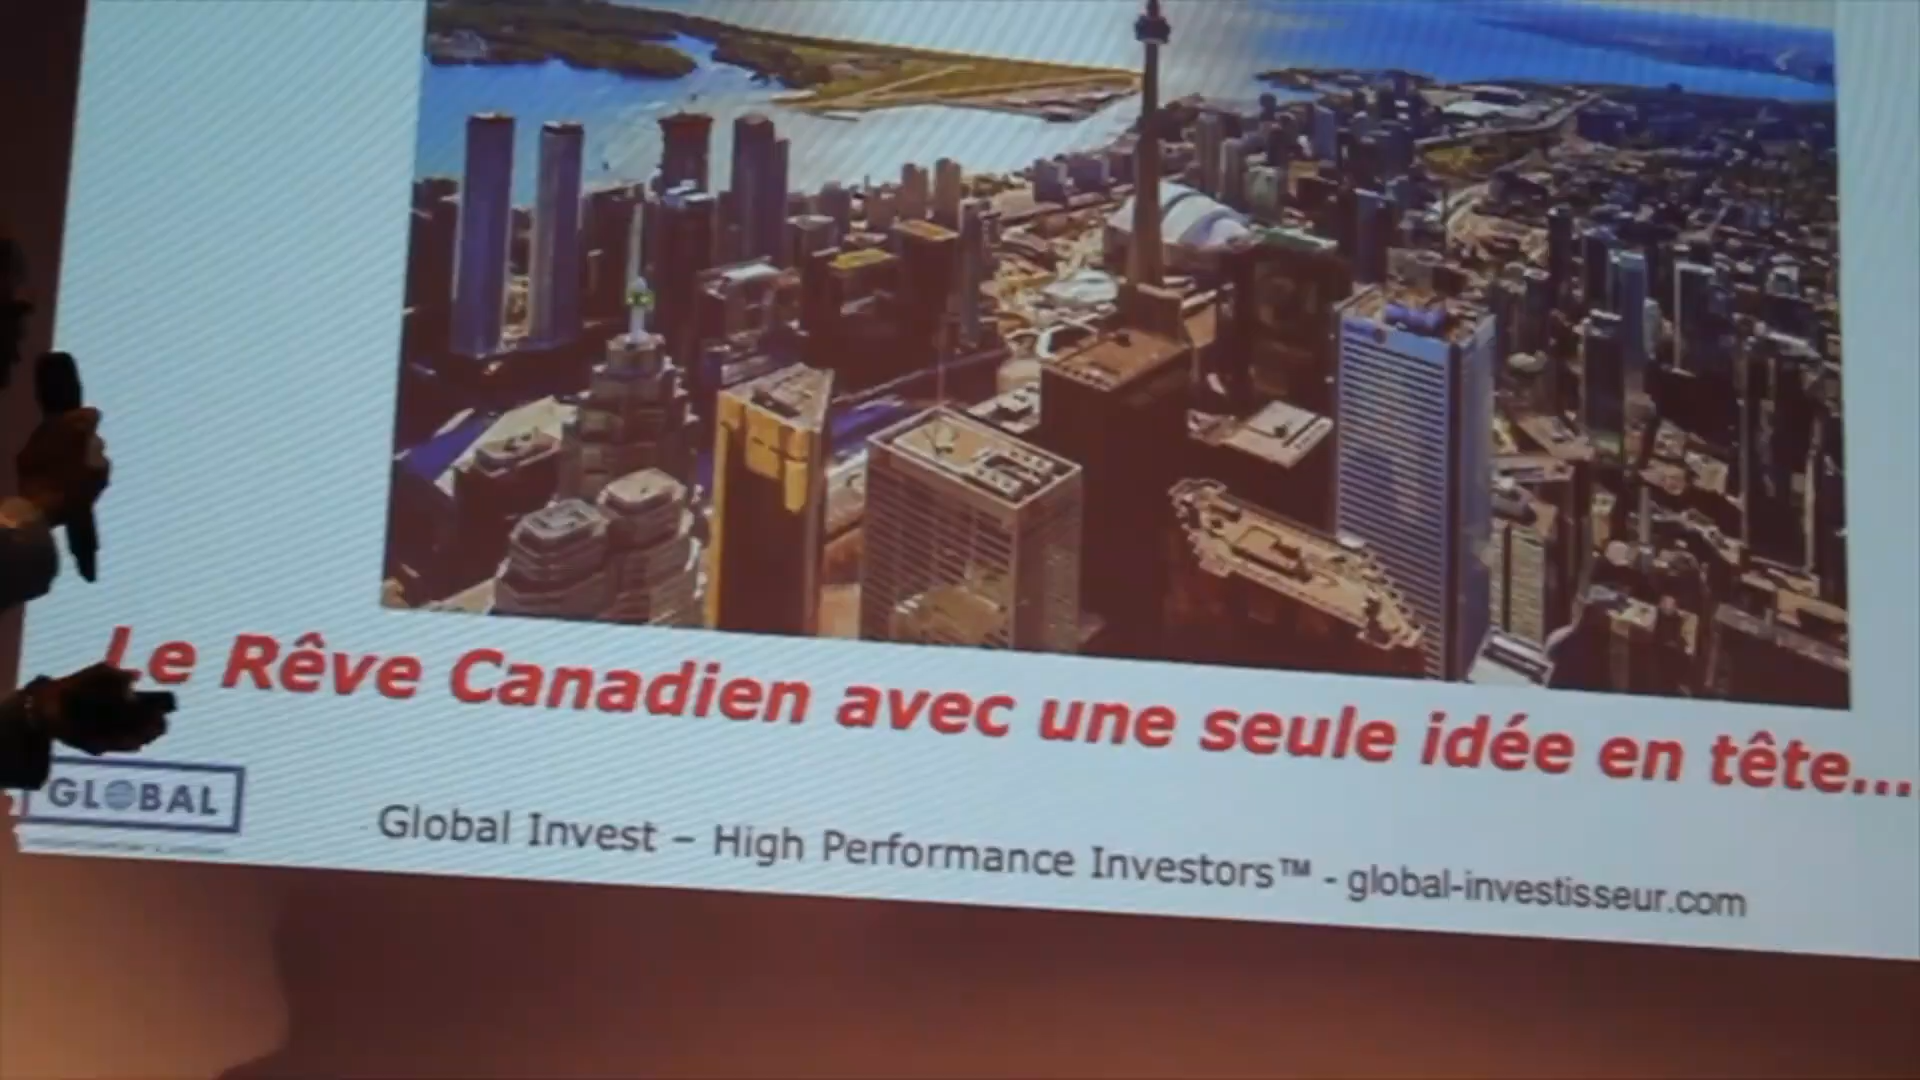 Le Rêve Canadien avec une seule idée en tête...
GLOBAL
Global Invest – High Performance Investors™ - global-investisseur.com